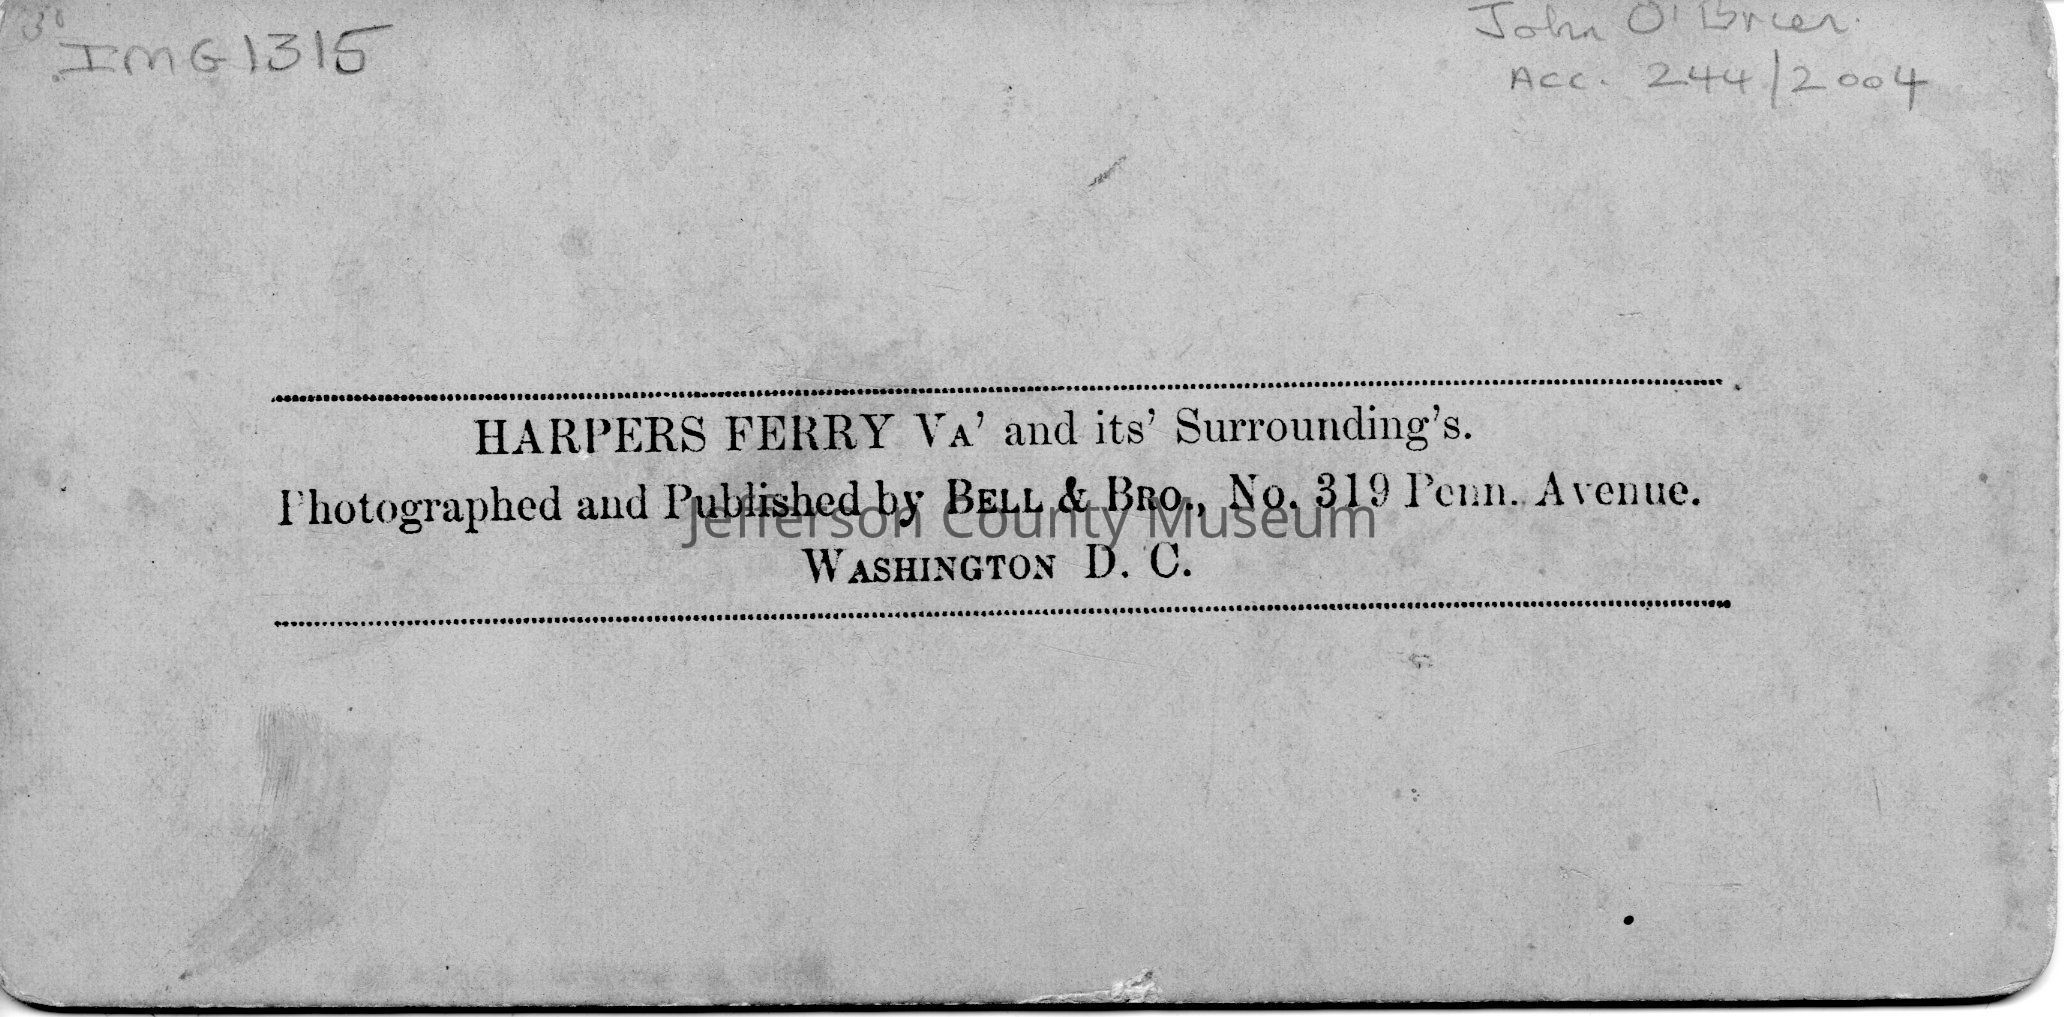 IMG1315
John O'Brien
Acc. 244/2004
HARPERS FERRY VA' and its' Surrounding's.
Photographed and Published by BELL & BRO., No. 319 Penn. Avenue.
Jefferson County Museum
WASHINGTON D. C.